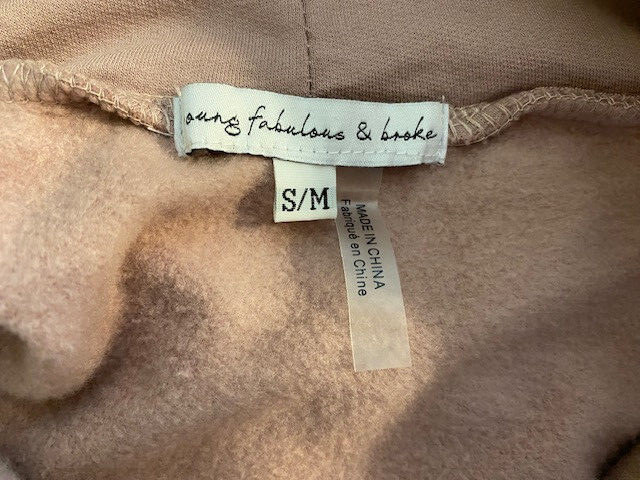 oung fabulous & broke
S/M
MADE IN CHINA
Fabriqué en Chine